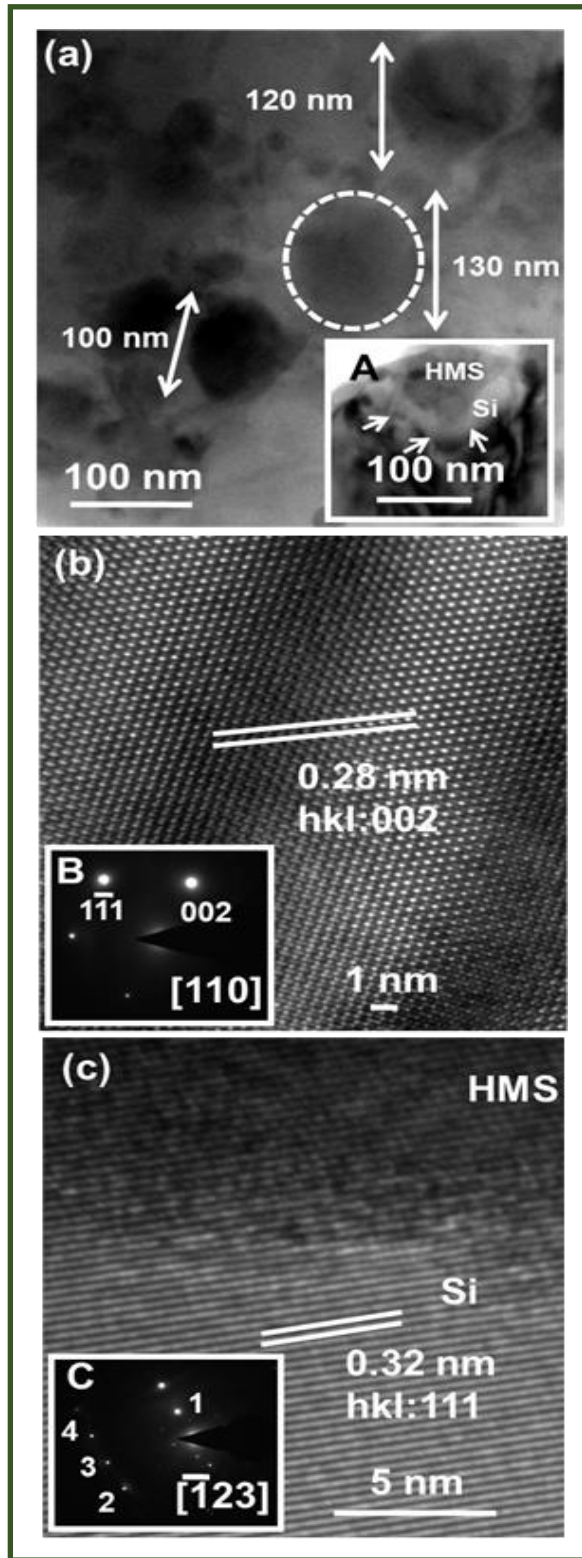 (a)
120 nm
130 nm
100 nm
100 nm
A
HMS
Si
100 nm
(b)
0.28 nm
hkl:002
B
11̅1
002
[110]
1 nm
(c)
HMS
Si
0.32 nm
hkl:111
C
1
4
3
2
[1̅23]
5 nm